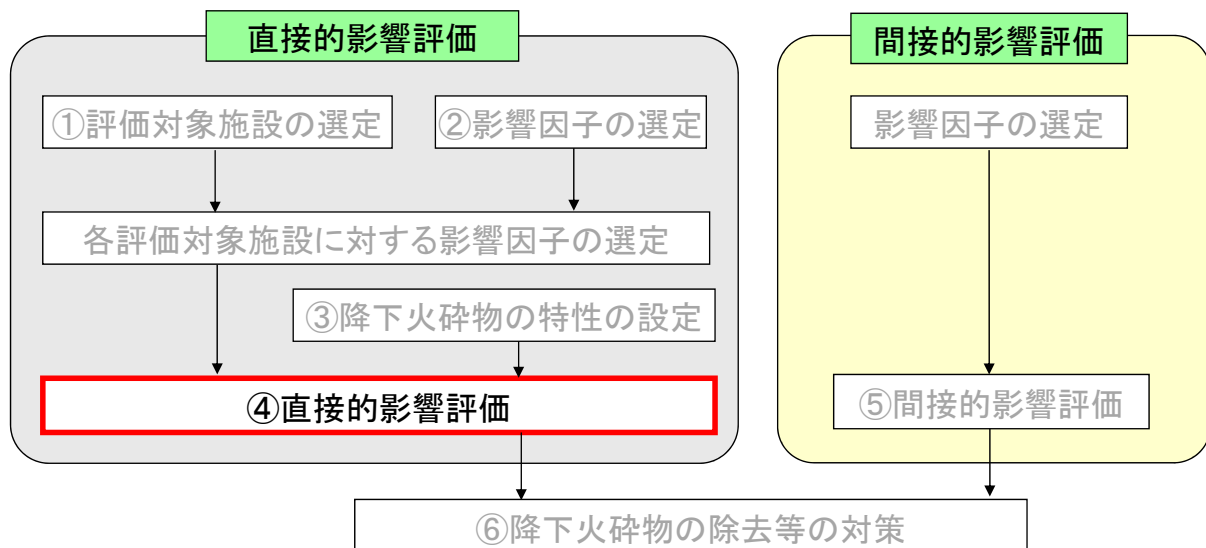 直接的影響評価
間接的影響評価
①評価対象施設の選定
②影響因子の選定
影響因子の選定
各評価対象施設に対する影響因子の選定
③降下火砕物の特性の設定
④直接的影響評価
⑤間接的影響評価
⑥降下火砕物の除去等の対策